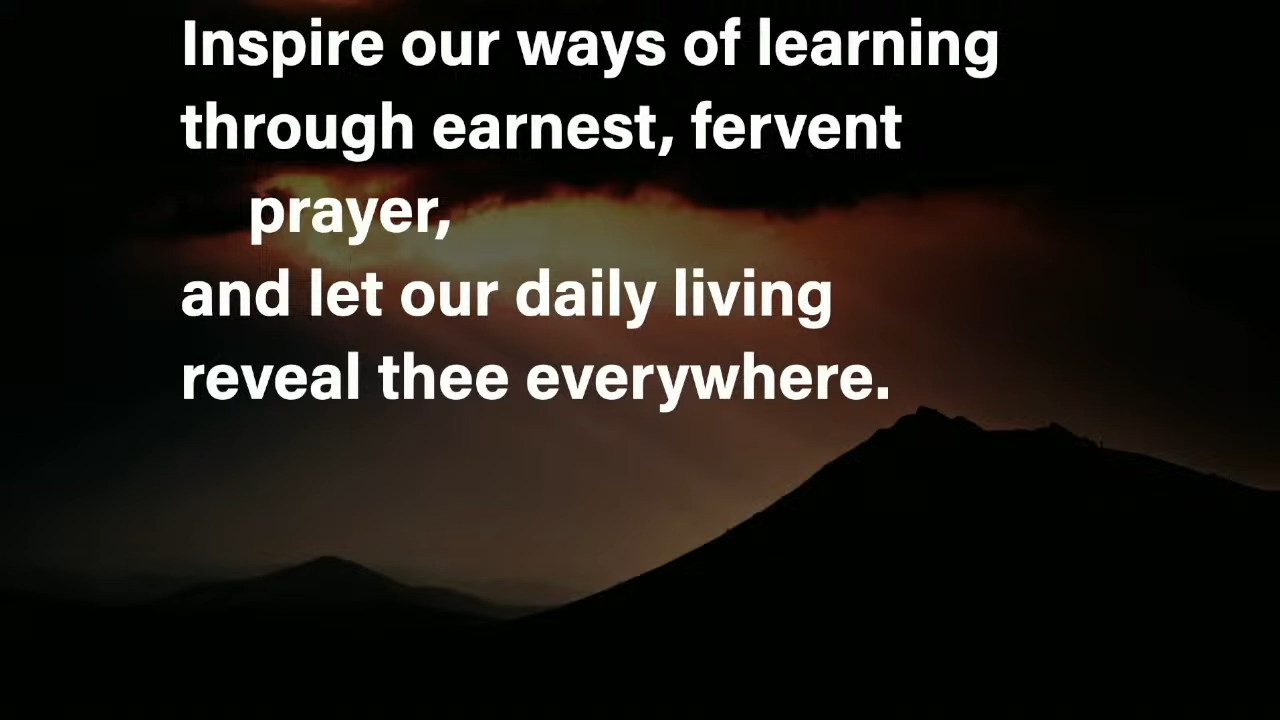 Inspire our ways of learning
through earnest, fervent
prayer,
and let our daily living
reveal thee everywhere.